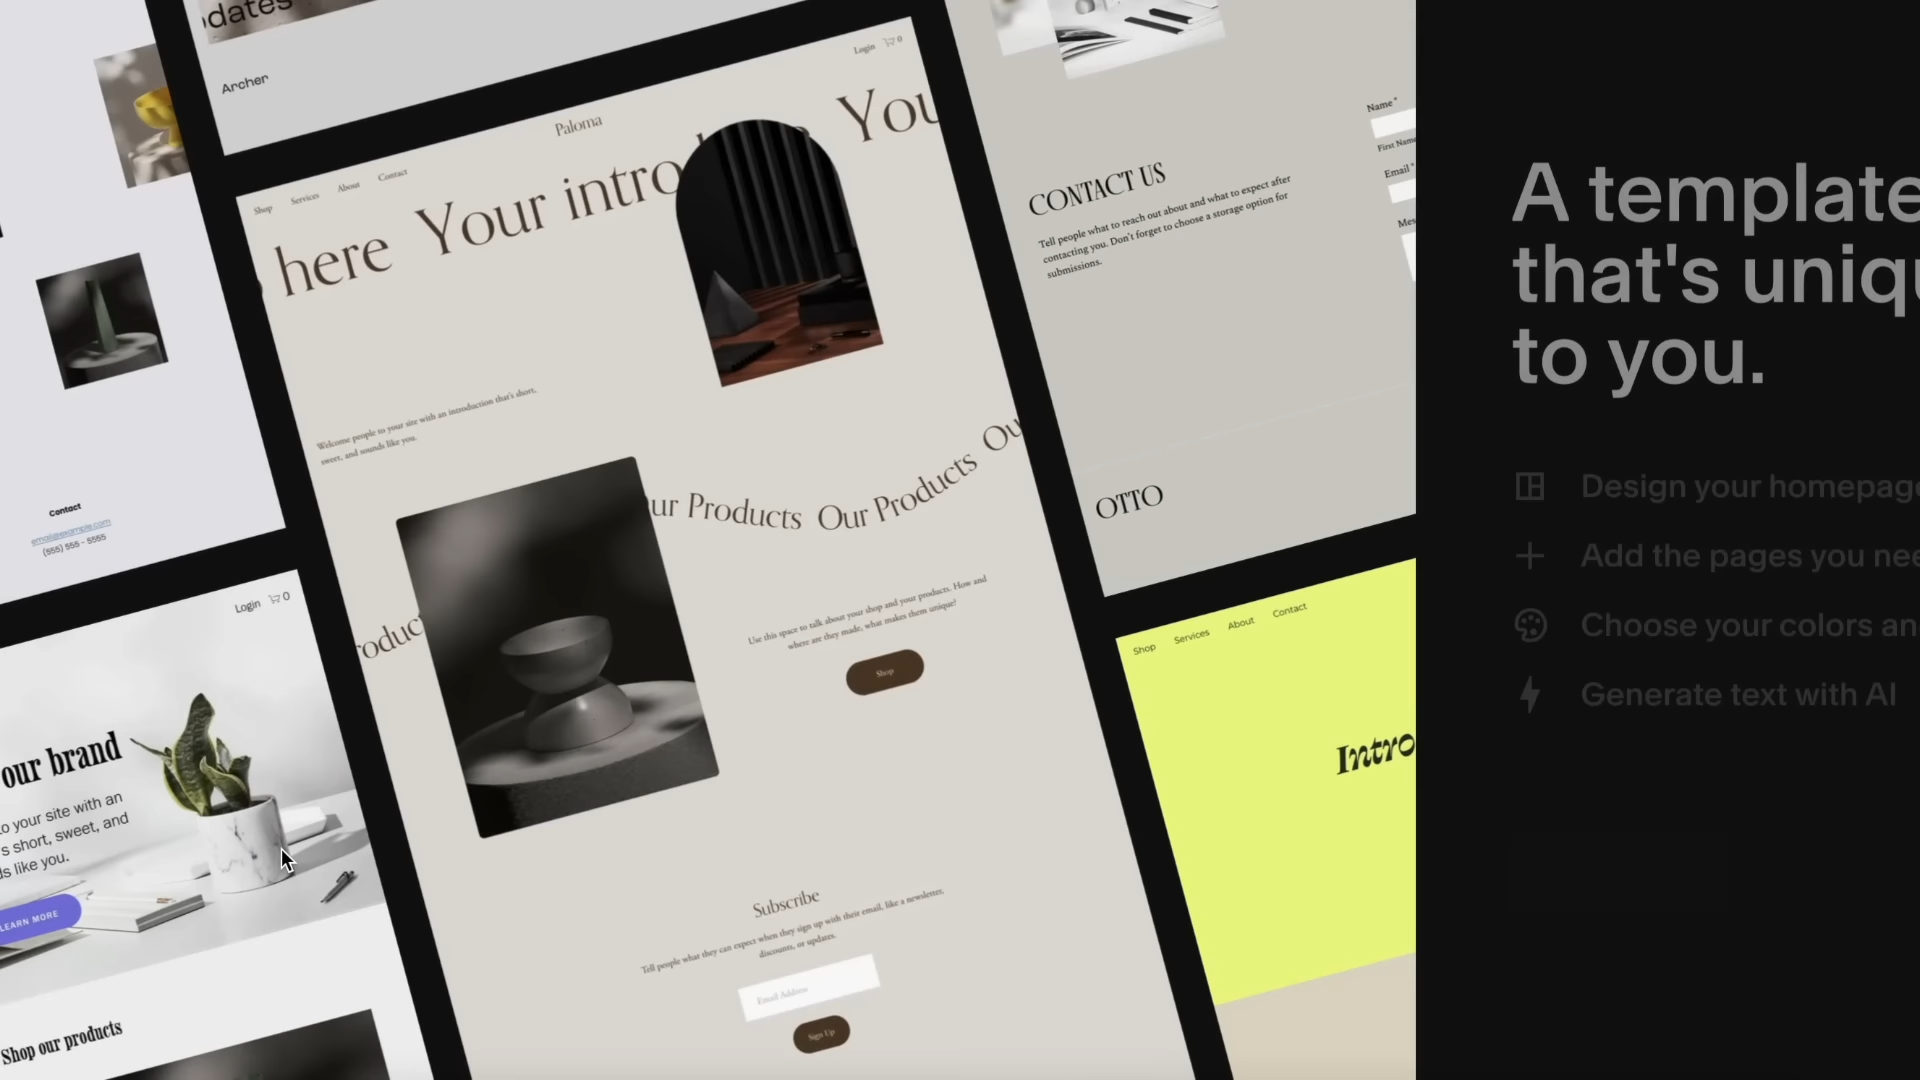 Archer
Contact
email@example.com
(555) 555 - 5555
Login 0
our brand
to your site with an
s short, sweet, and
ds like you.
LEARN MORE
Shop our products
Paloma
Login 0
Shop Services About Contact
here Your intro
You
Welcome people to your site with an introduction that's short,
sweet, and sounds like you.
Our Products
Use this space to talk about your shop and your products. How and
where are they made, what makes them unique?
Shop
Subscribe
Tell people what they can expect when they sign up with their email, like a newsletter,
discounts, or updates.
Email Address
Sign Up
CONTACT US
Tell people what to reach out about and what to expect after
contacting you. Don't forget to choose a storage option for
submissions.
Name *
First Name
Email *
OTTO
Shop Services About Contact
Intro
A template
that's uniqu
to you.
Design your homepage
Add the pages you nee
Choose your colors an
Generate text with AI